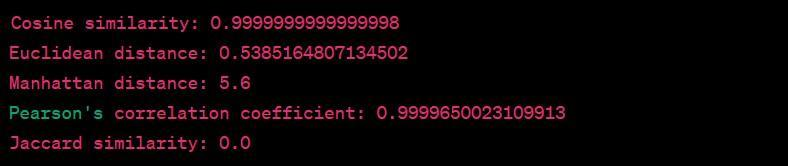 Cosine similarity: 0.9999999999999998
Euclidean distance: 0.5385164807134502
Manhattan distance: 5.6
Pearson's correlation coefficient: 0.9999650023109913
Jaccard similarity: 0.0